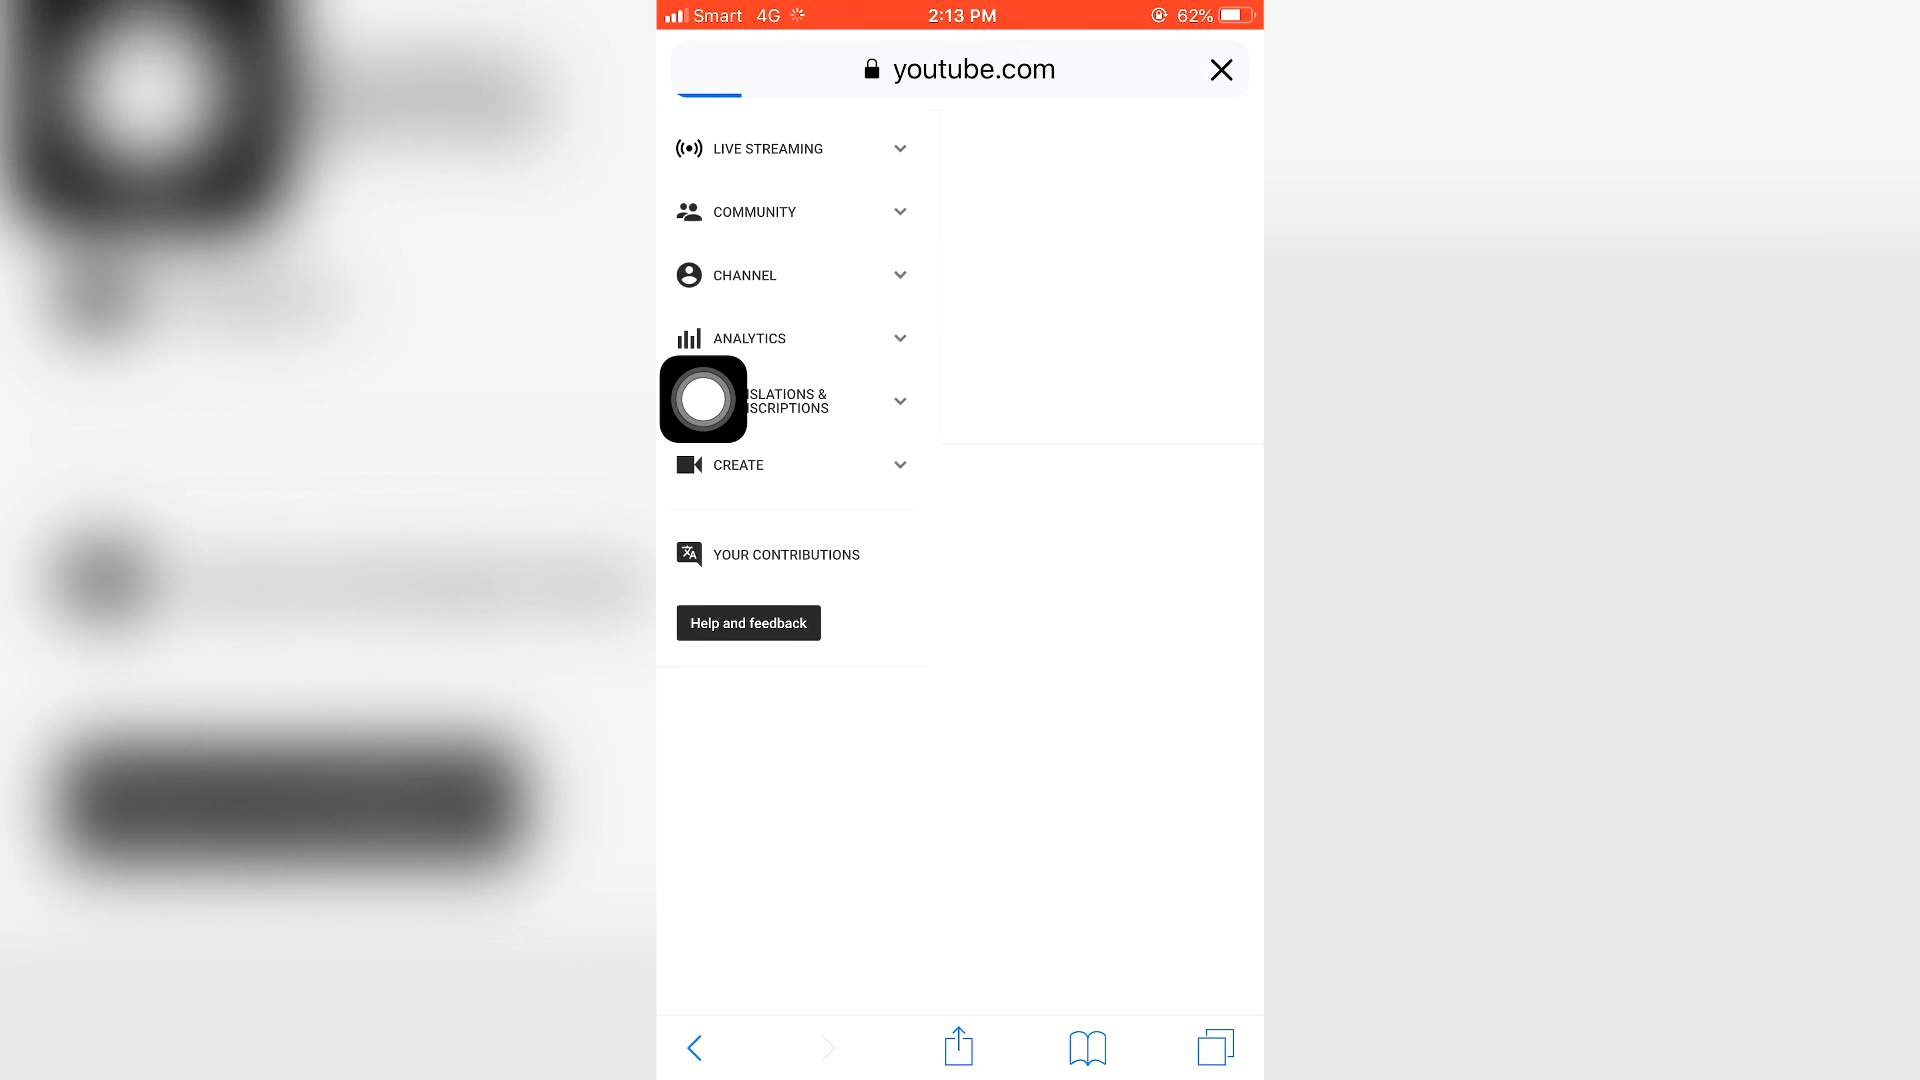 Smart 4G 2:13 PM 62%
youtube.com
LIVE STREAMING
COMMUNITY
CHANNEL
ANALYTICS
SLATIONS &
SCRIPTIONS
CREATE
YOUR CONTRIBUTIONS
Help and feedback